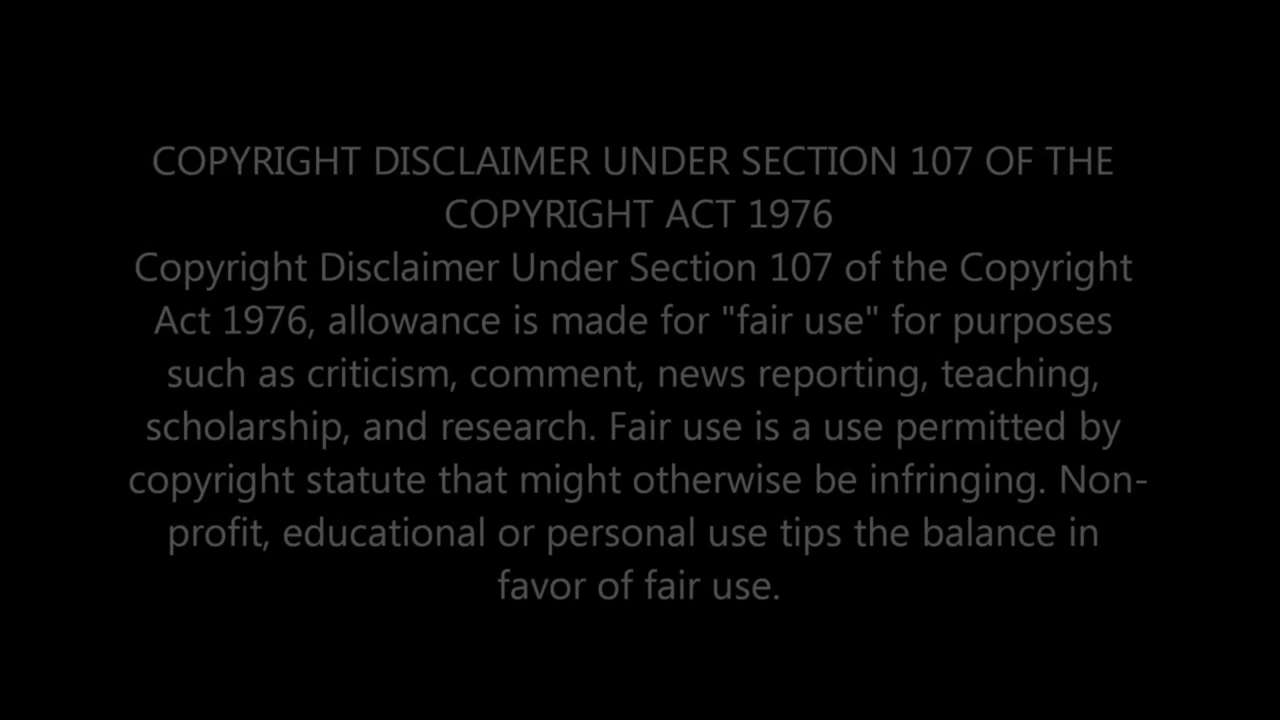 COPYRIGHT DISCLAIMER UNDER SECTION 107 OF THE
COPYRIGHT ACT 1976
Copyright Disclaimer Under Section 107 of the Copyright
Act 1976, allowance is made for "fair use" for purposes
such as criticism, comment, news reporting, teaching,
scholarship, and research. Fair use is a use permitted by
copyright statute that might otherwise be infringing. Non-
profit, educational or personal use tips the balance in
favor of fair use.